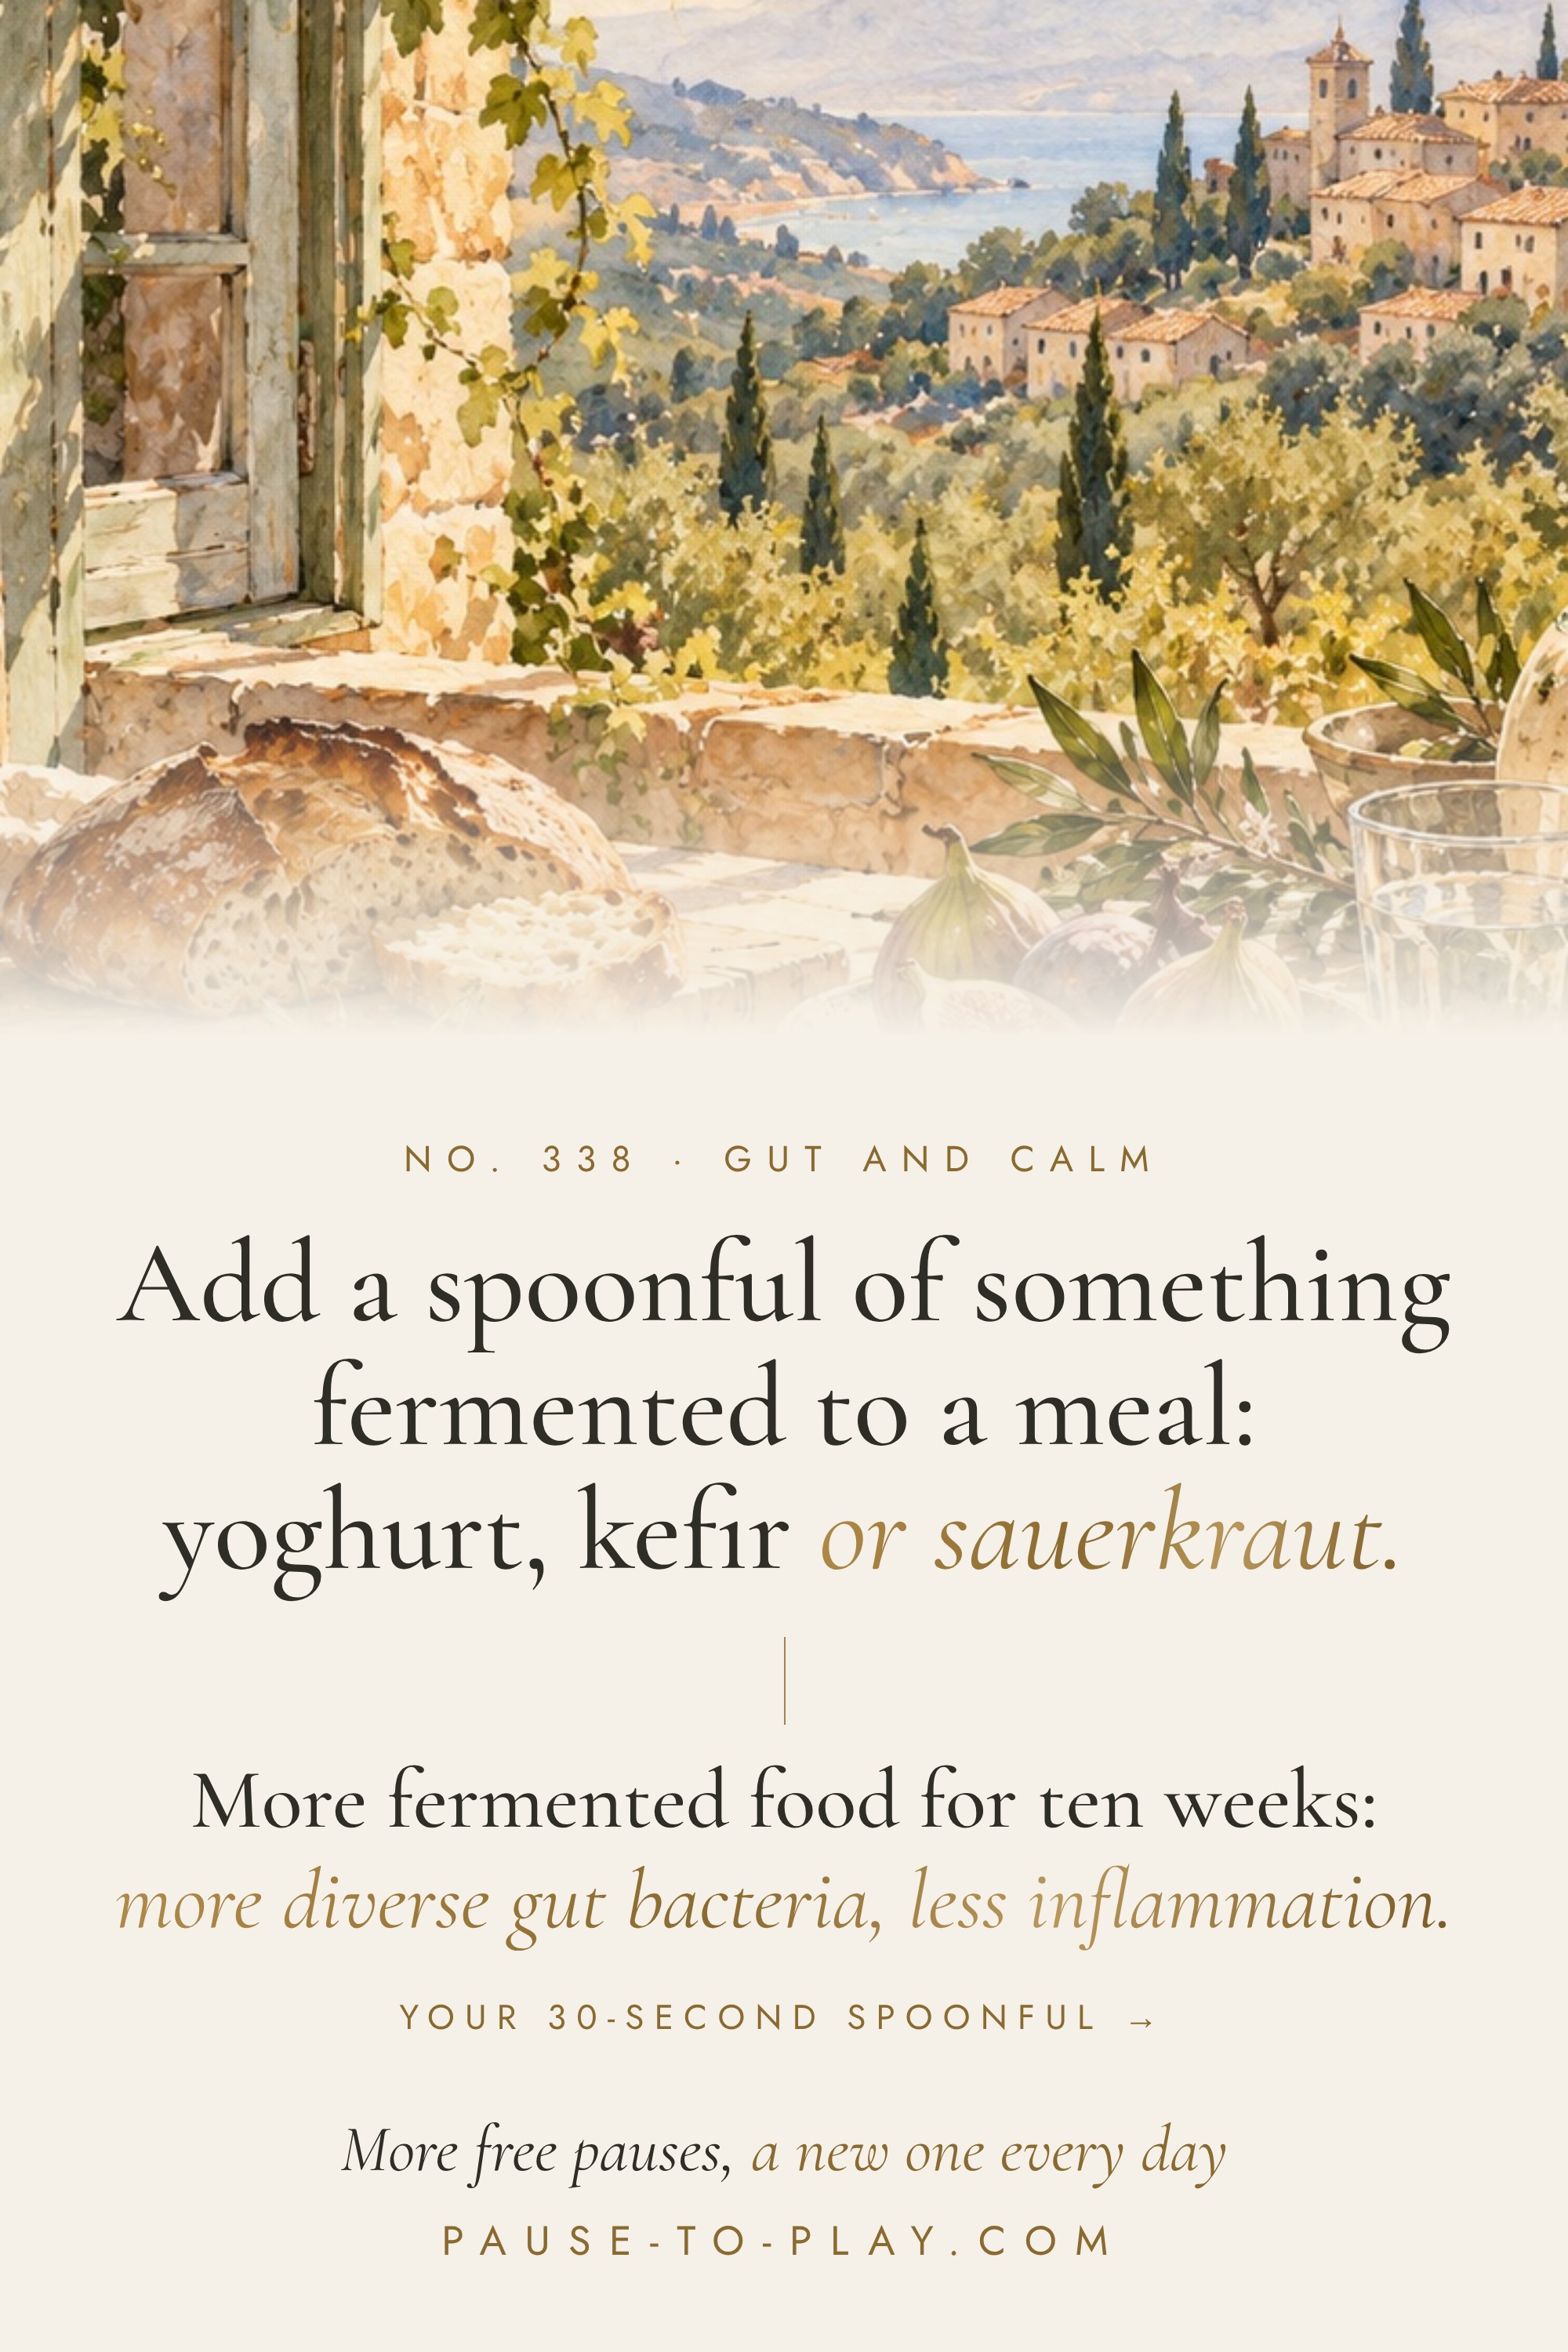 NO. 338 · GUT AND CALM
Add a spoonful of something
fermented to a meal:
yoghurt, kefir or sauerkraut.
More fermented food for ten weeks:
more diverse gut bacteria, less inflammation.
YOUR 30-SECOND SPOONFUL →
More free pauses, a new one every day
PAUSE-TO-PLAY.COM